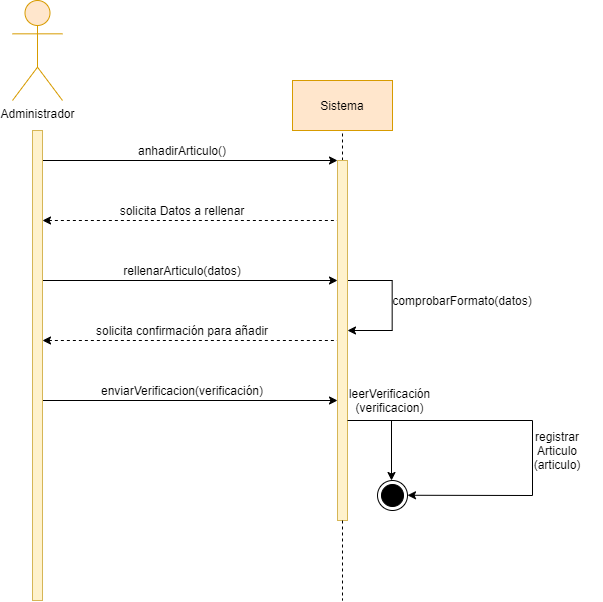 Administrador
Sistema
anhadirArticulo()
solicita Datos a rellenar
rellenarArticulo(datos)
comprobarFormato(datos)
solicita confirmación para añadir
enviarVerificacion(verificación)
leerVerificación
(verificacion)
registrar
Articulo
(articulo)